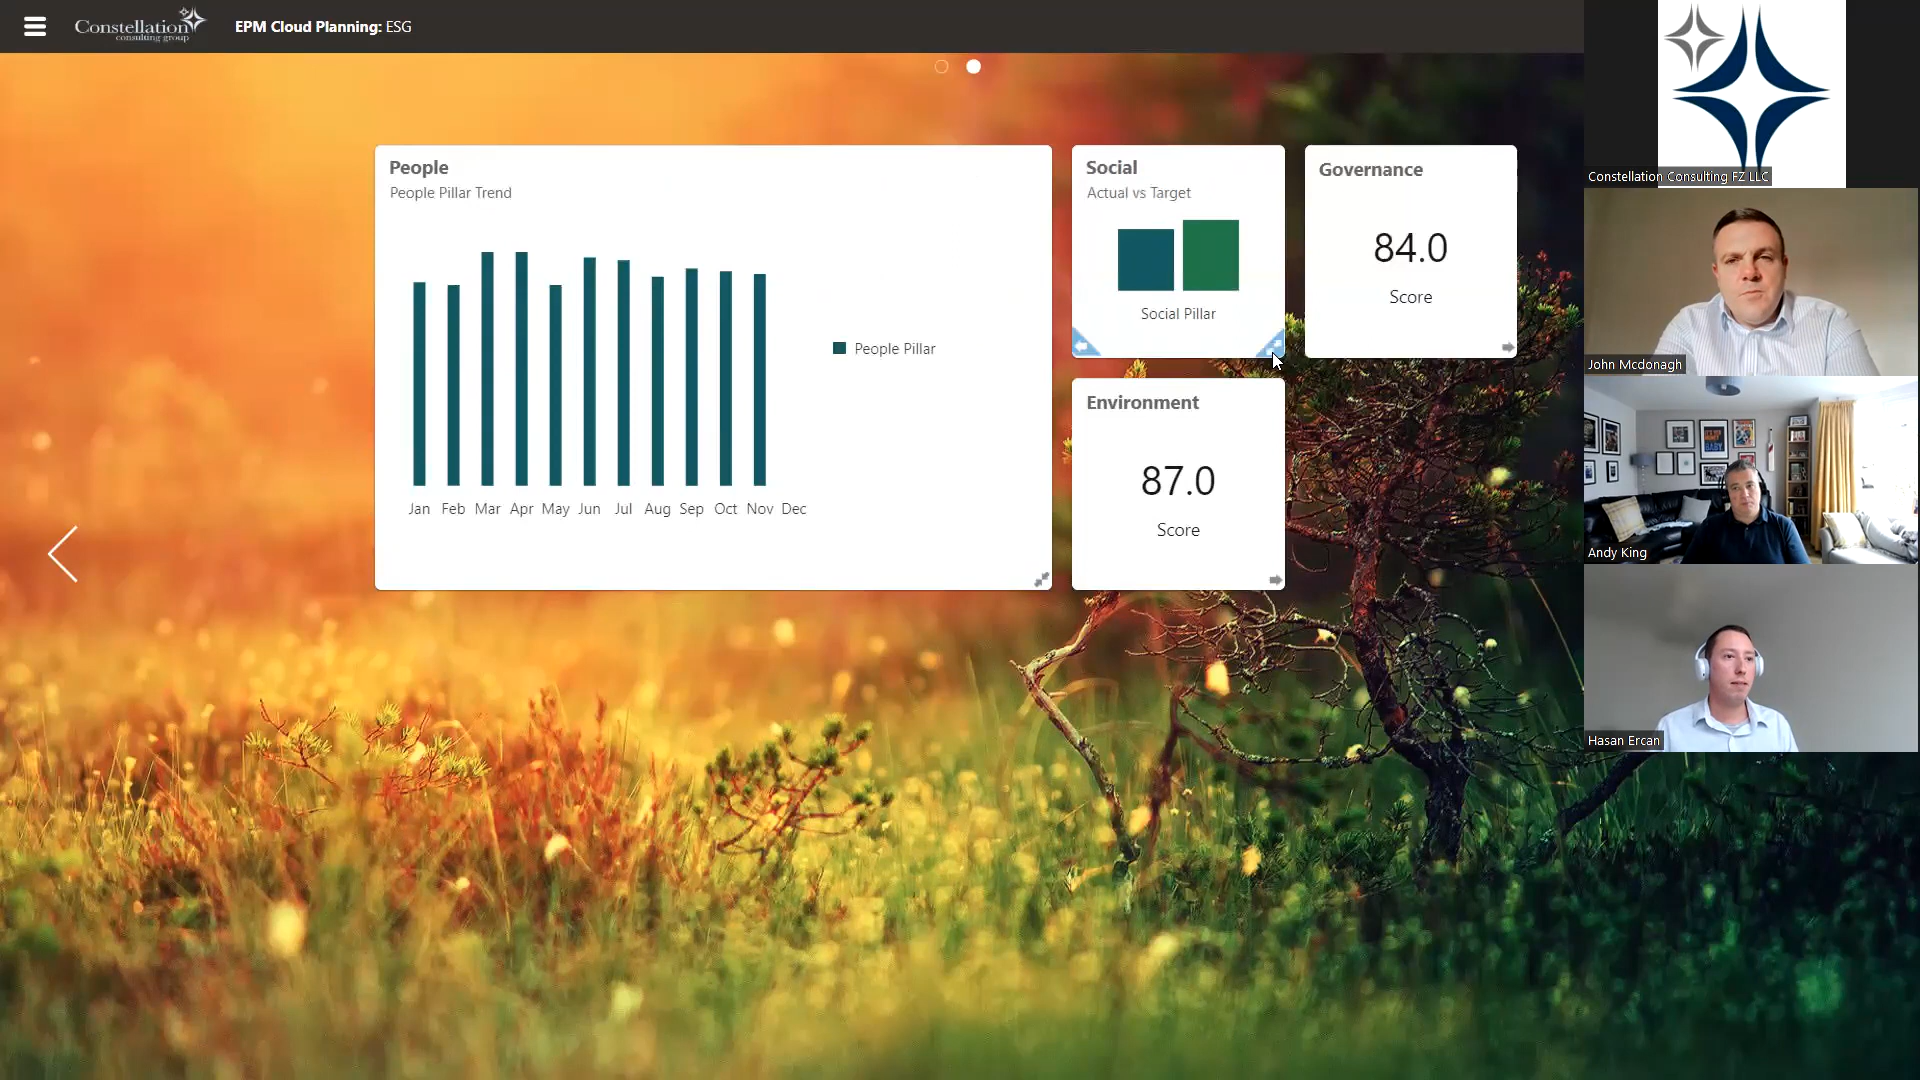 Constellation
consulting group
EPM Cloud Planning: ESG
People
People Pillar Trend
People Pillar
Jan Feb Mar Apr May Jun Jul Aug Sep Oct Nov Dec
Social
Actual vs Target
Social Pillar
Governance
84.0
Score
Environment
87.0
Score
Constellation Consulting FZ LLC
John Mcdonagh
Andy King
Hasan Ercan